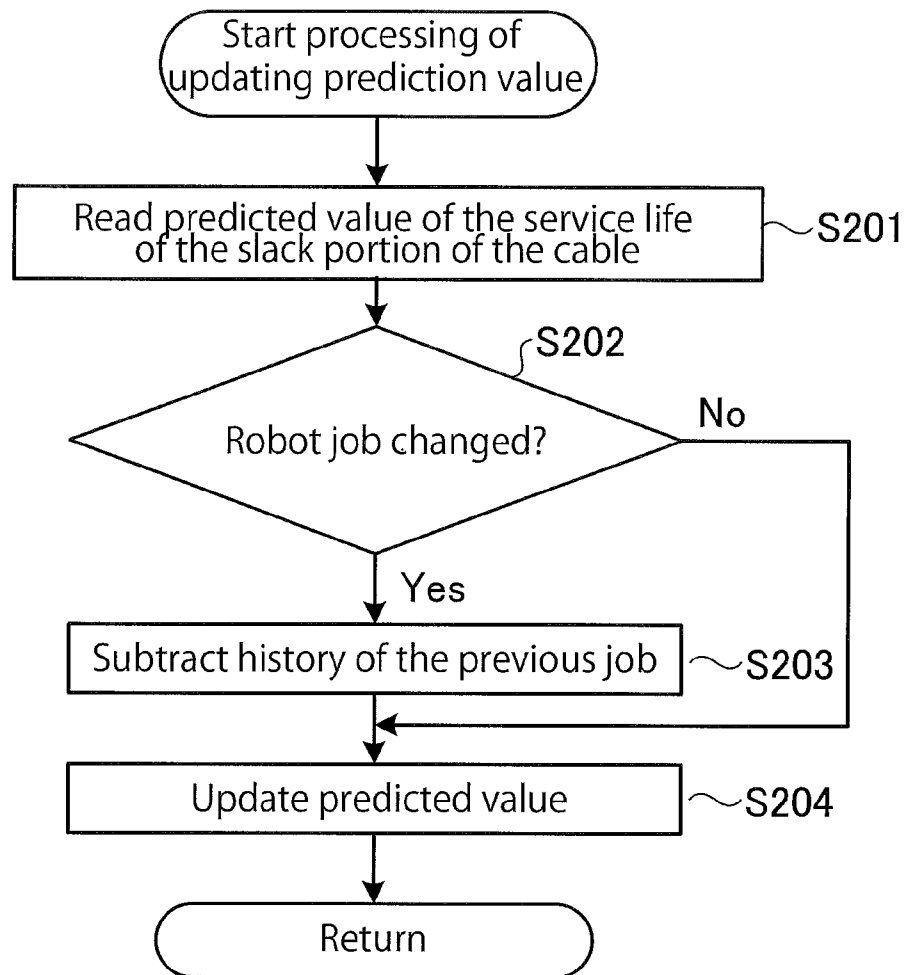 Start processing of
updating prediction value
Read predicted value of the service life
of the slack portion of the cable
S201
S202
Robot job changed?
No
Yes
Subtract history of the previous job
S203
Update predicted value
S204
Return